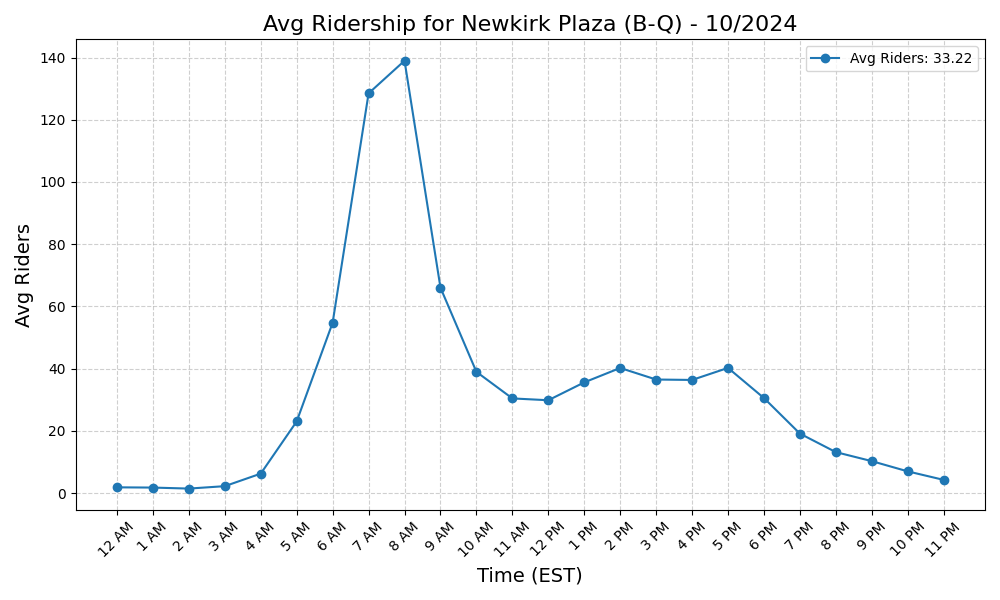 Avg Ridership for Newkirk Plaza (B-Q) - 10/2024
Avg Riders: 33.22
Avg Riders
140
120
100
80
60
40
20
0
12 AM
1 AM
2 AM
3 AM
4 AM
5 AM
6 AM
7 AM
8 AM
9 AM
10 AM
11 AM
12 PM
1 PM
2 PM
3 PM
4 PM
5 PM
6 PM
7 PM
8 PM
9 PM
10 PM
11 PM
Time (EST)